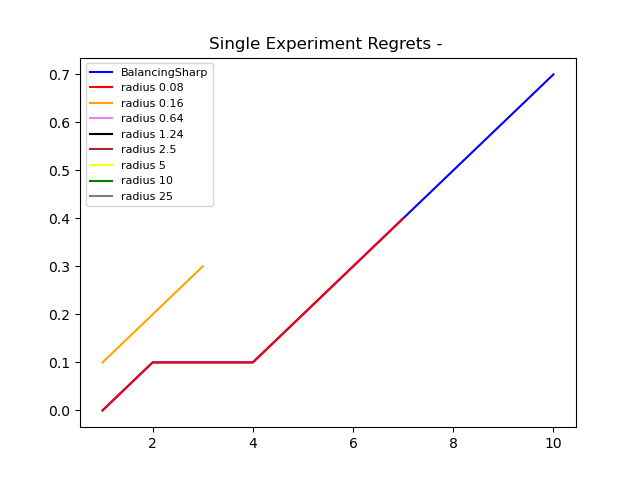 Single Experiment Regrets -
BalancingSharp
radius 0.08
radius 0.16
radius 0.64
radius 1.24
radius 2.5
radius 5
radius 10
radius 25
0.7
0.6
0.5
0.4
0.3
0.2
0.1
0.0
2 4 6 8 10